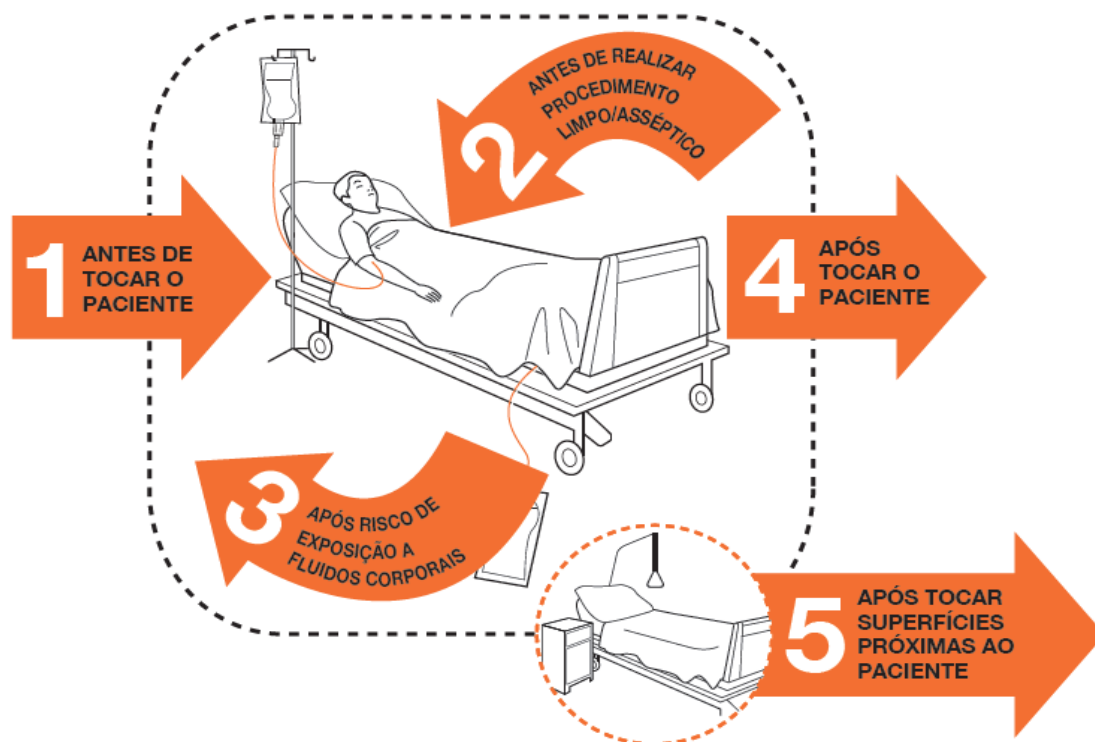 1
ANTES DE
TOCAR O
PACIENTE
2
ANTES DE REALIZAR
PROCEDIMENTO
LIMPO/ASSÉPTICO
3
APÓS RISCO DE
EXPOSIÇÃO A
FLUIDOS CORPORAIS
4
APÓS
TOCAR O
PACIENTE
5
APÓS TOCAR
SUPERFÍCIES
PRÓXIMAS AO
PACIENTE